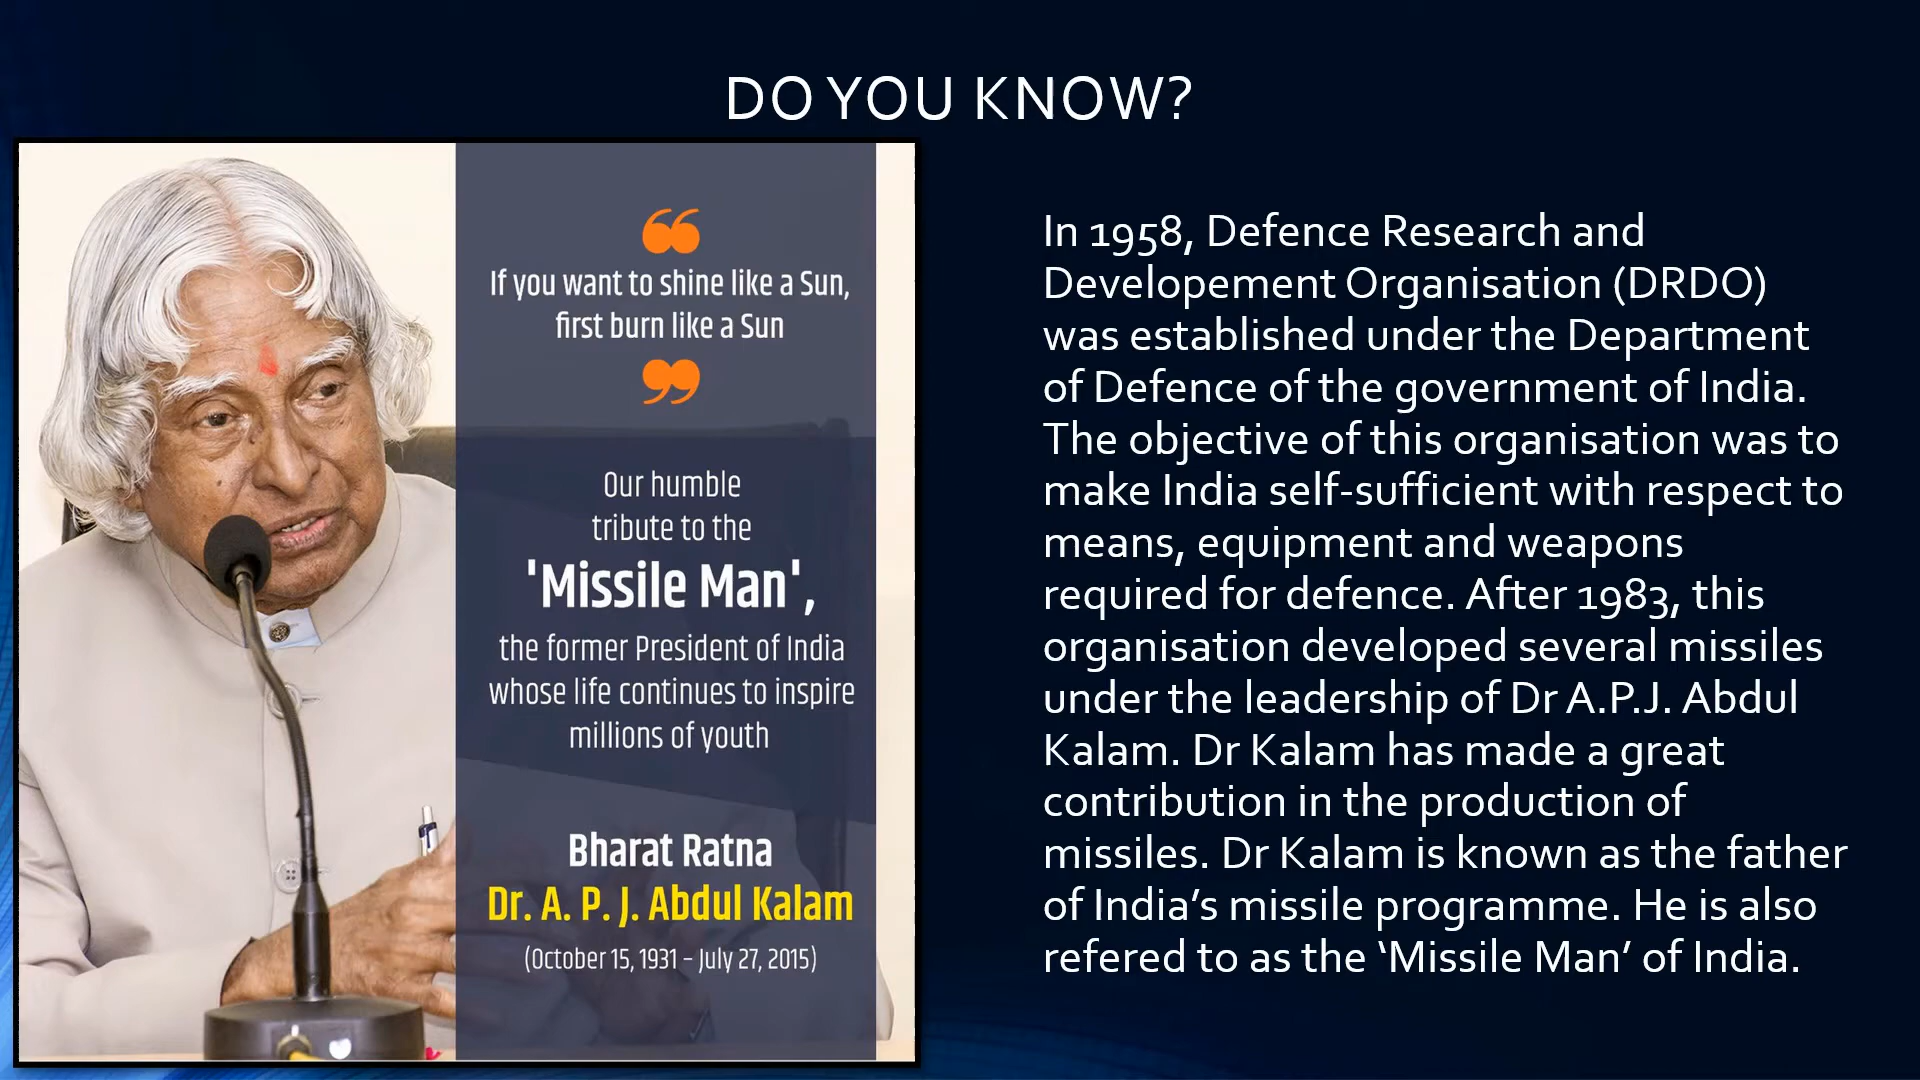 DO YOU KNOW?
“
If you want to shine like a Sun,
first burn like a Sun
”
Our humble
tribute to the
'Missile Man',
the former President of India
whose life continues to inspire
millions of youth
Bharat Ratna
Dr. A. P. J. Abdul Kalam
(October 15, 1931 – July 27, 2015)
In 1958, Defence Research and
Developement Organisation (DRDO)
was established under the Department
of Defence of the government of India.
The objective of this organisation was to
make India self-sufficient with respect to
means, equipment and weapons
required for defence. After 1983, this
organisation developed several missiles
under the leadership of Dr A.P.J. Abdul
Kalam. Dr Kalam has made a great
contribution in the production of
missiles. Dr Kalam is known as the father
of India’s missile programme. He is also
refered to as the ‘Missile Man’ of India.